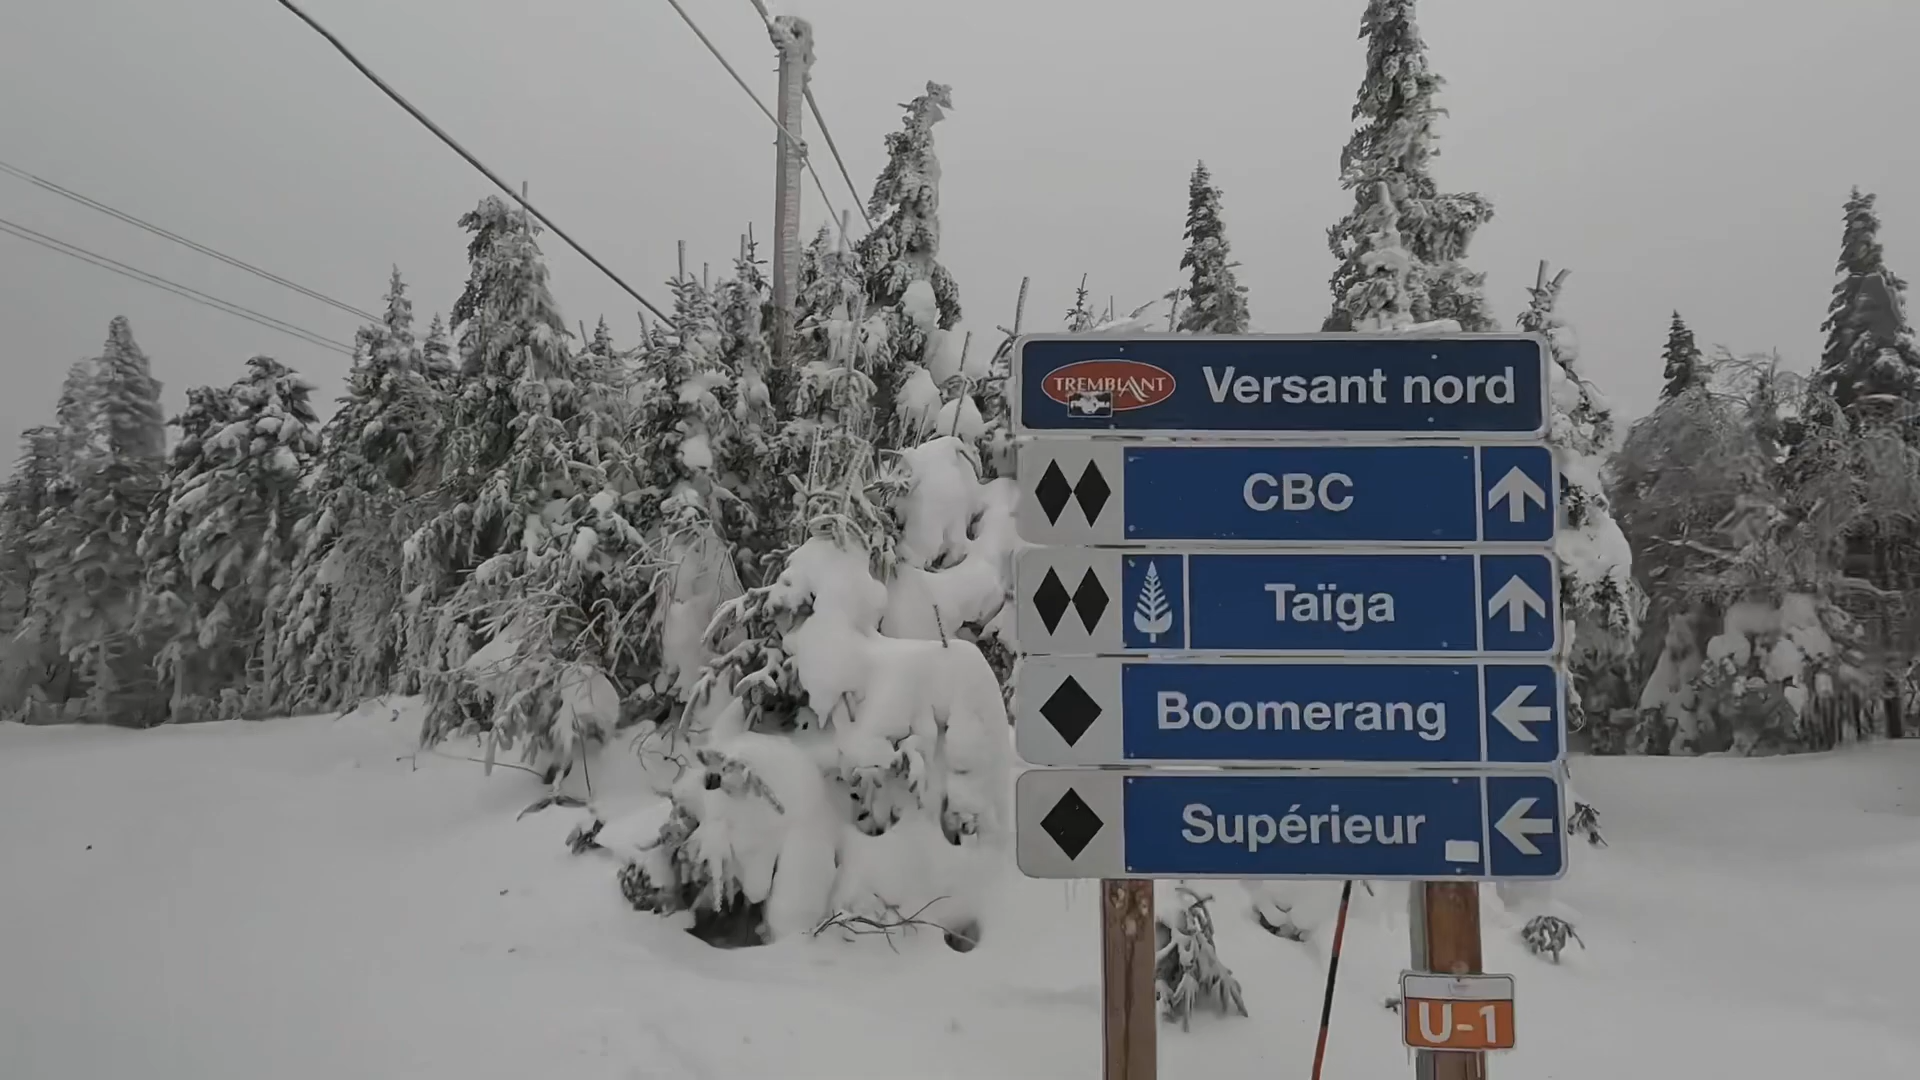 TREMBLANT Versant nord
CBC
Taïga
Boomerang
Supérieur
U-1